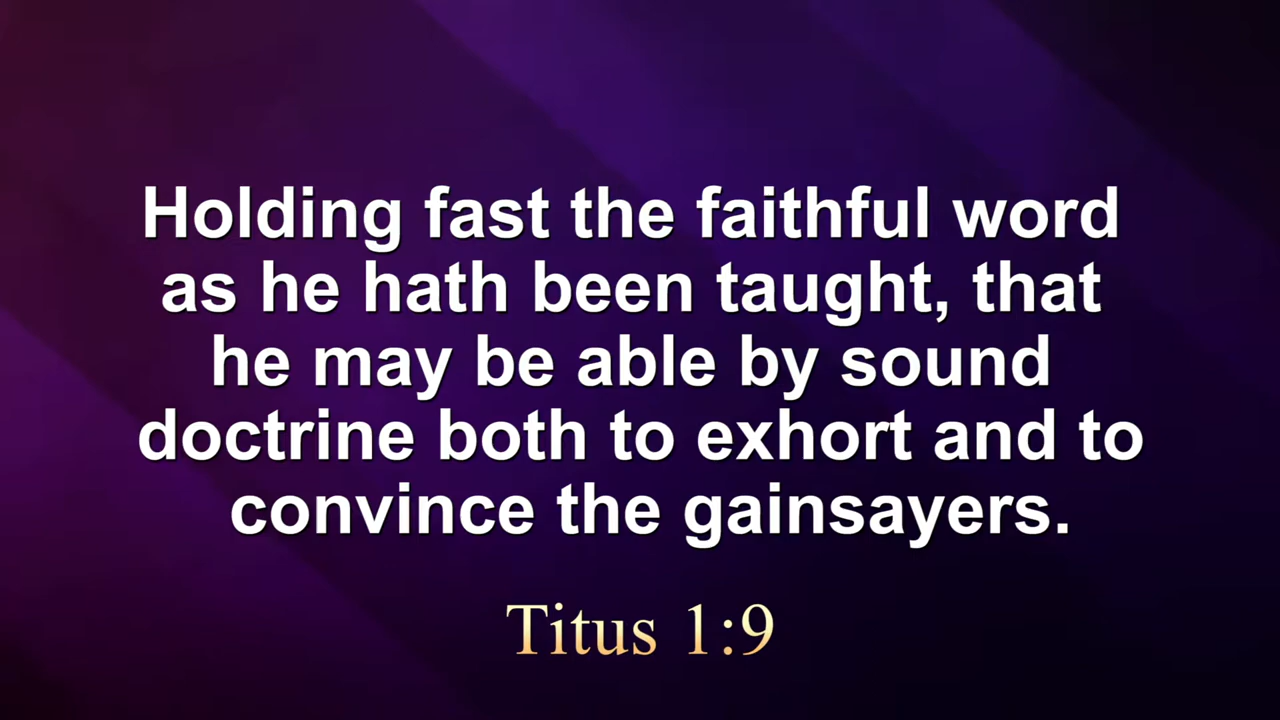 Holding fast the faithful word
as he hath been taught, that
he may be able by sound
doctrine both to exhort and to
convince the gainsayers.
Titus 1:9